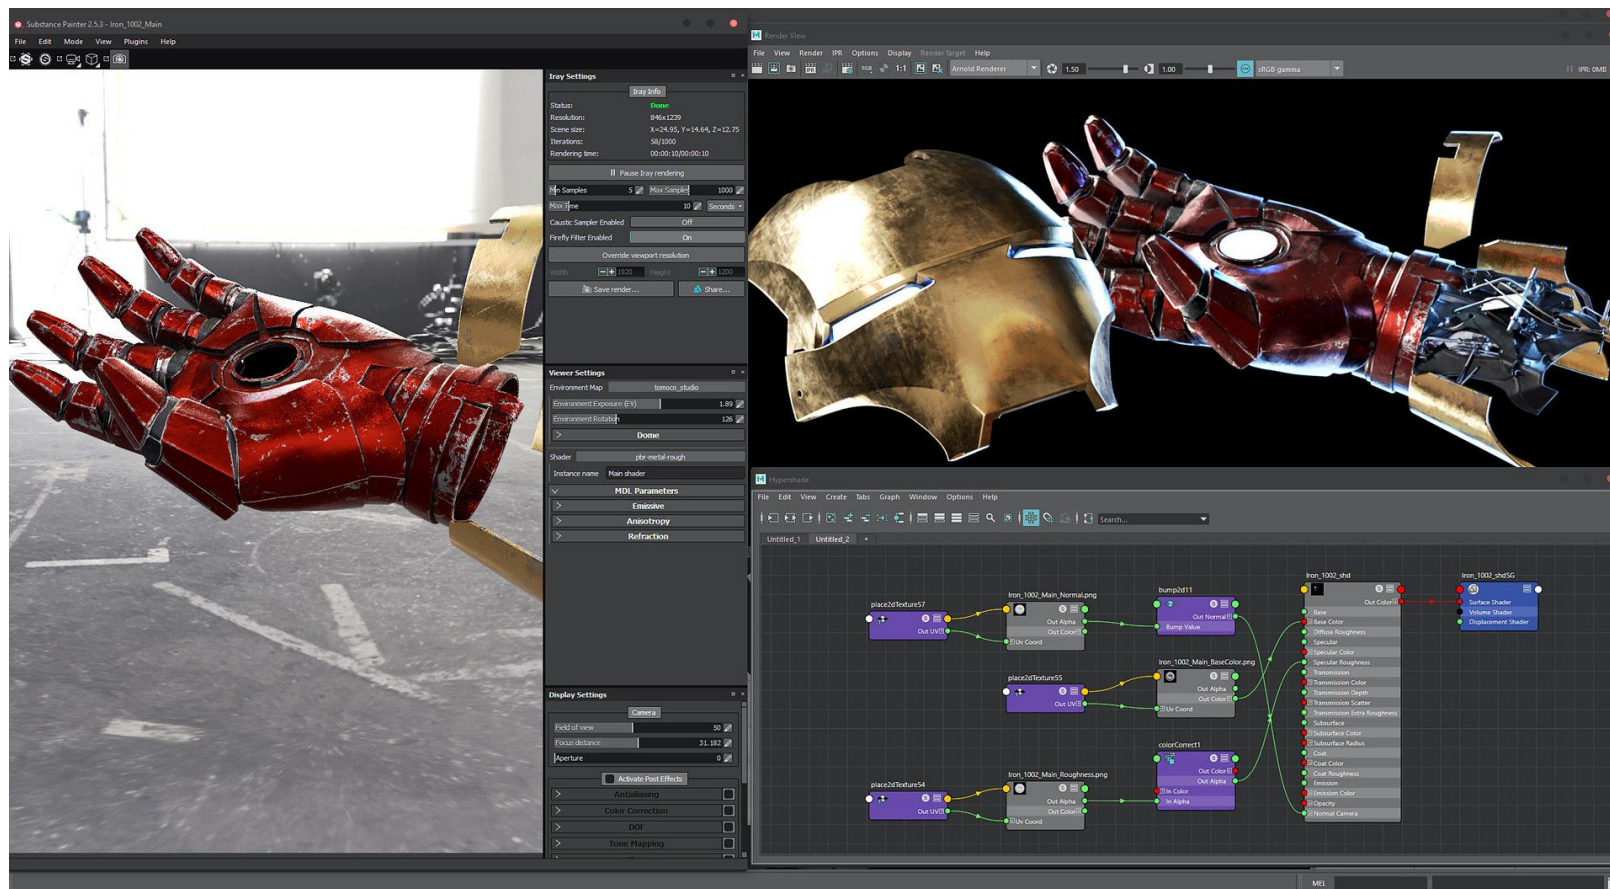 Substance Painter 2.5.3 - Iron_1002_Main
File Edit Mode View Plugins Help
Iray Settings
Iray Info
Status: Done
Resolution: 846x1239
Scene size: X=24.95, Y=14.64, Z=12.75
Iterations: 58/1000
Rendering time: 00:00:10/00:00:10
Pause Iray rendering
Min Samples 5 Max Samples 1000
Max Time 10 Seconds
Caustic Sampler Enabled Off
Firefly Filter Enabled On
Override viewport resolution
Width 1920 Height 1200
Save render... Share...
Viewer Settings
Environment Map tomoco_studio
Environment Exposure (EV) 1.89
Environment Rotation 126
Dome
Shader pbr-metal-rough
Instance name Main shader
MDL Parameters
Emissive
Anisotropy
Refraction
Display Settings
Camera
Field of view 50
Focus distance 31.182
Aperture 0
Activate Post Effects
Antialiasing
Color Correction
DOF
Tone Mapping
Render View
File View Render IPR Options Display Render Target Help
IPR RGB 1:1 Arnold Renderer 1.50 1.00 sRGB gamma IPR: 0MB
Hypershade
File Edit View Create Tabs Graph Window Options Help
Search...
Untitled_1 Untitled_2 +
place2dTexture57
Out UV
Iron_1002_Main_Normal.png
Out Alpha
Out Color
Uv Coord
bump2d11
Out Normal
Bump Value
place2dTexture55
Out UV
Iron_1002_Main_BaseColor.png
Out Alpha
Out Color
Uv Coord
place2dTexture54
Out UV
Iron_1002_Main_Roughness.png
Out Alpha
Out Color
Uv Coord
colorCorrect1
Out Color
Out Alpha
In Color
In Alpha
Iron_1002_shd
Out Color
Base
Base Color
Diffuse Roughness
Specular
Specular Color
Specular Roughness
Transmission
Transmission Color
Transmission Depth
Transmission Scatter
Transmission Extra Roughness
Subsurface
Subsurface Color
Subsurface Radius
Coat
Coat Color
Coat Roughness
Emission
Emission Color
Opacity
Normal Camera
Iron_1002_shdSG
Surface Shader
Volume Shader
Displacement Shader
MEL